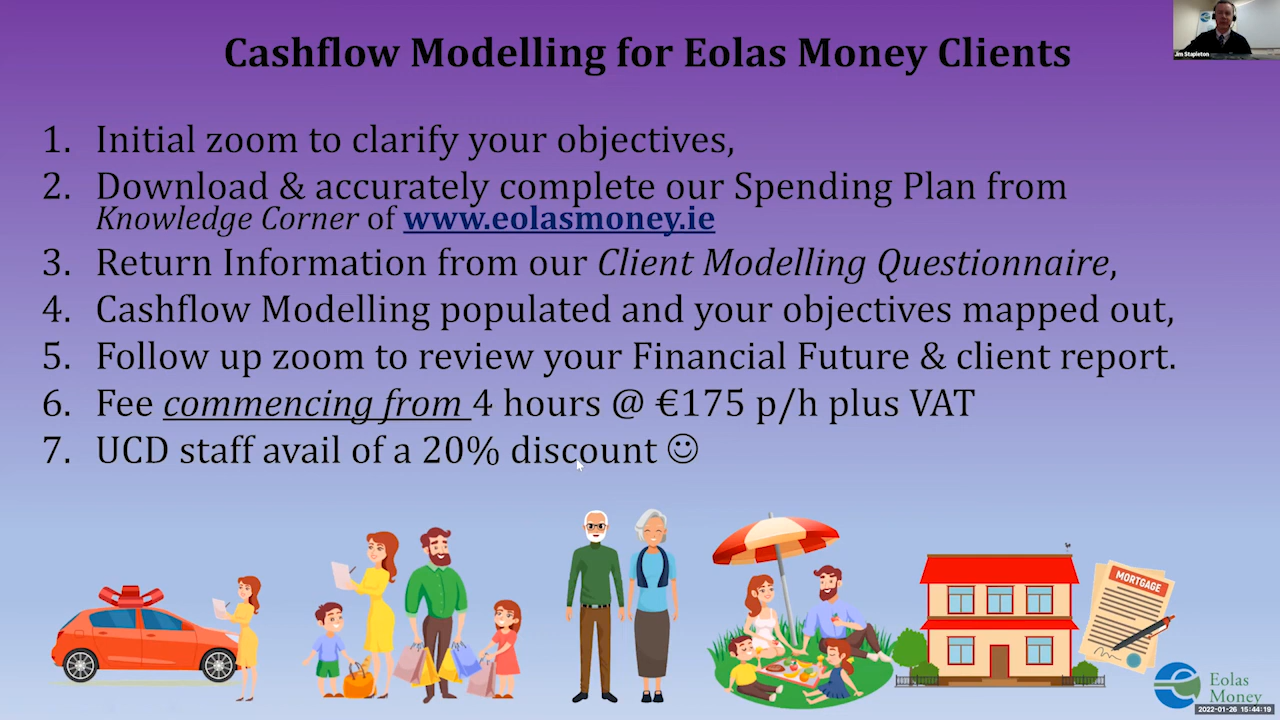 Cashflow Modelling for Eolas Money Clients
Jim Stapleton
1. Initial zoom to clarify your objectives,
2. Download & accurately complete our Spending Plan from
Knowledge Corner of www.eolasmoney.ie
3. Return Information from our Client Modelling Questionnaire,
4. Cashflow Modelling populated and your objectives mapped out,
5. Follow up zoom to review your Financial Future & client report.
6. Fee commencing from 4 hours @ €175 p/h plus VAT
7. UCD staff avail of a 20% discount ☺
MORTGAGE
Eolas
Money
2022-01-26 15:44:19